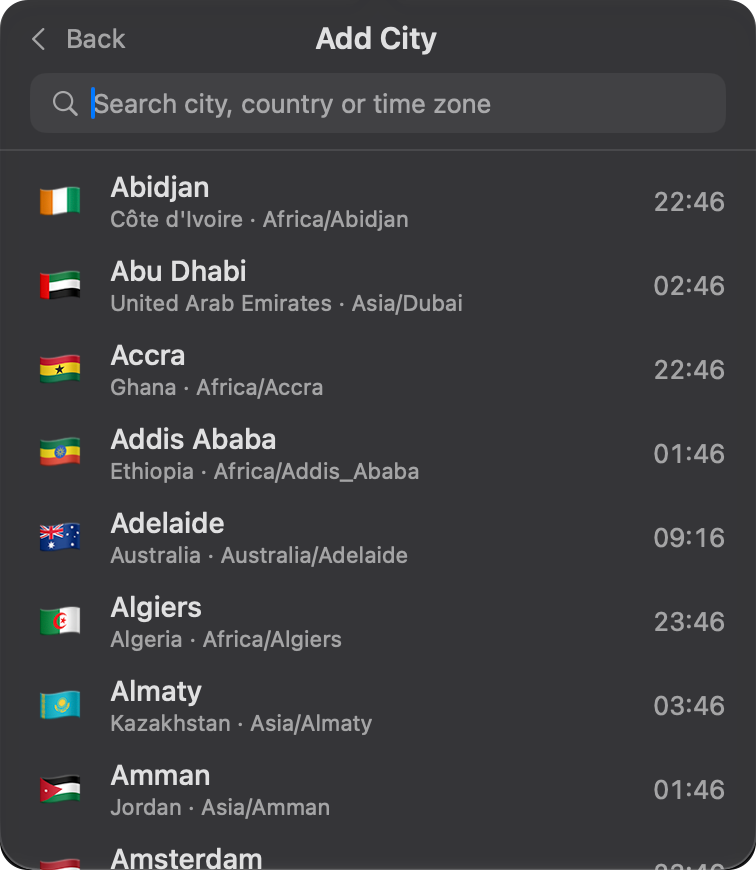 Back
Add City
Search city, country or time zone
Abidjan
Côte d'Ivoire · Africa/Abidjan
22:46
Abu Dhabi
United Arab Emirates · Asia/Dubai
02:46
Accra
Ghana · Africa/Accra
22:46
Addis Ababa
Ethiopia · Africa/Addis_Ababa
01:46
Adelaide
Australia · Australia/Adelaide
09:16
Algiers
Algeria · Africa/Algiers
23:46
Almaty
Kazakhstan · Asia/Almaty
03:46
Amman
Jordan · Asia/Amman
01:46
Amsterdam